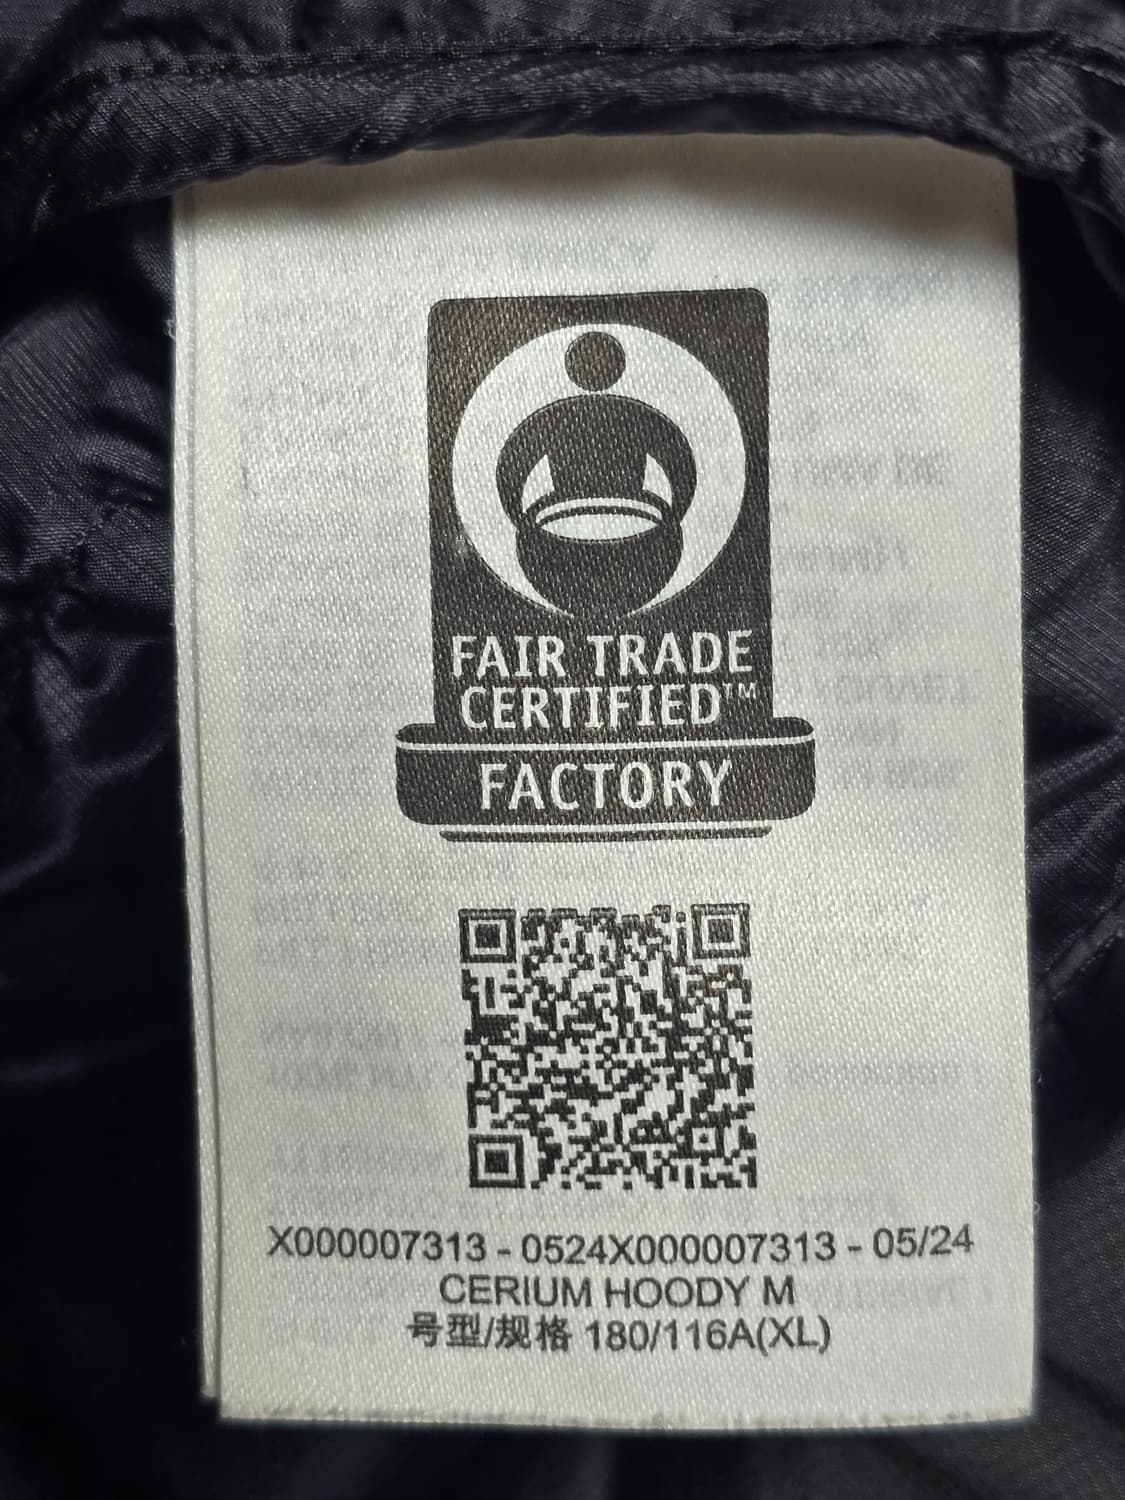 FAIR TRADE
CERTIFIED™
FACTORY
X000007313 - 0524X000007313 - 05/24
CERIUM HOODY M
号型/规格 180/116A(XL)